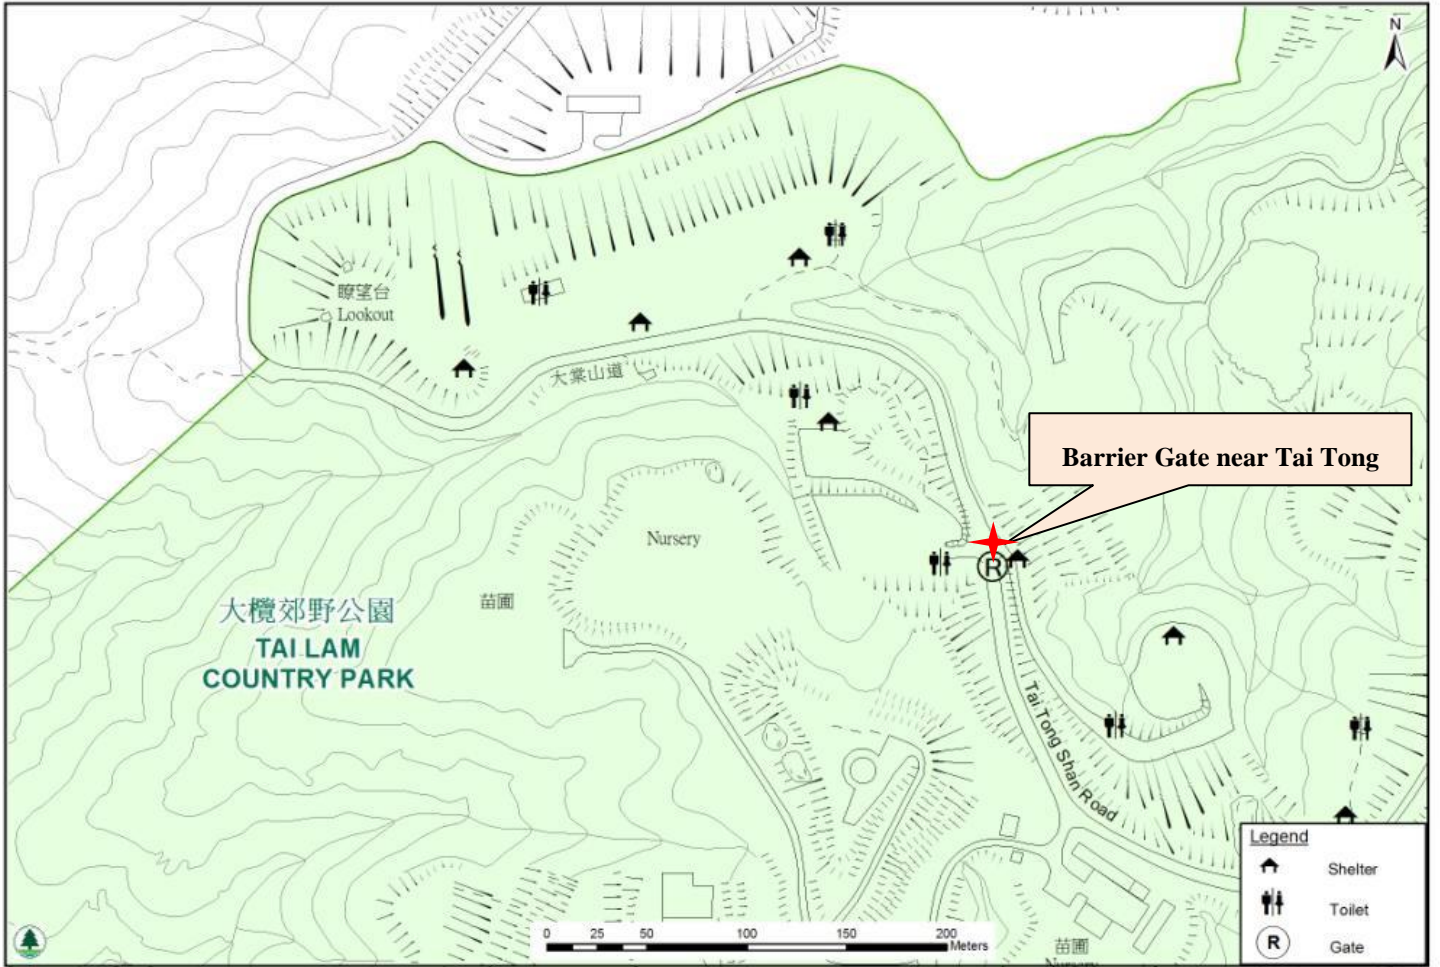 N
瞭望台
Lookout
大棠山道
Barrier Gate near Tai Tong
Nursery
R
苗圃
大欖郊野公園
TAI LAM
COUNTRY PARK
Tai Tong Shan Road
Legend
Shelter
Toilet
R Gate
0 25 50 100 150 200
Meters
苗圃
Nursery